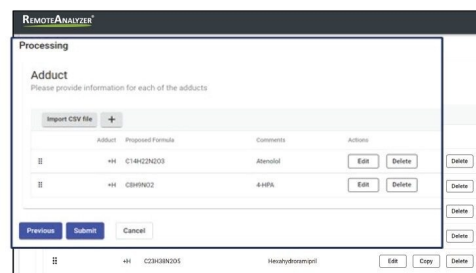 REMOTEANALYZER®
Processing
Adduct
Please provide information for each of the adducts
Import CSV file +
Adduct Proposed Formula Comments Actions
+H C14H22N2O3 Atenolol Edit Delete Delete
+H C8H9NO2 4-HPA Edit Delete Delete
Delete
Previous Submit Cancel Delete
+H C23H38N2O5 Hexahydroramipril Edit Copy Delete